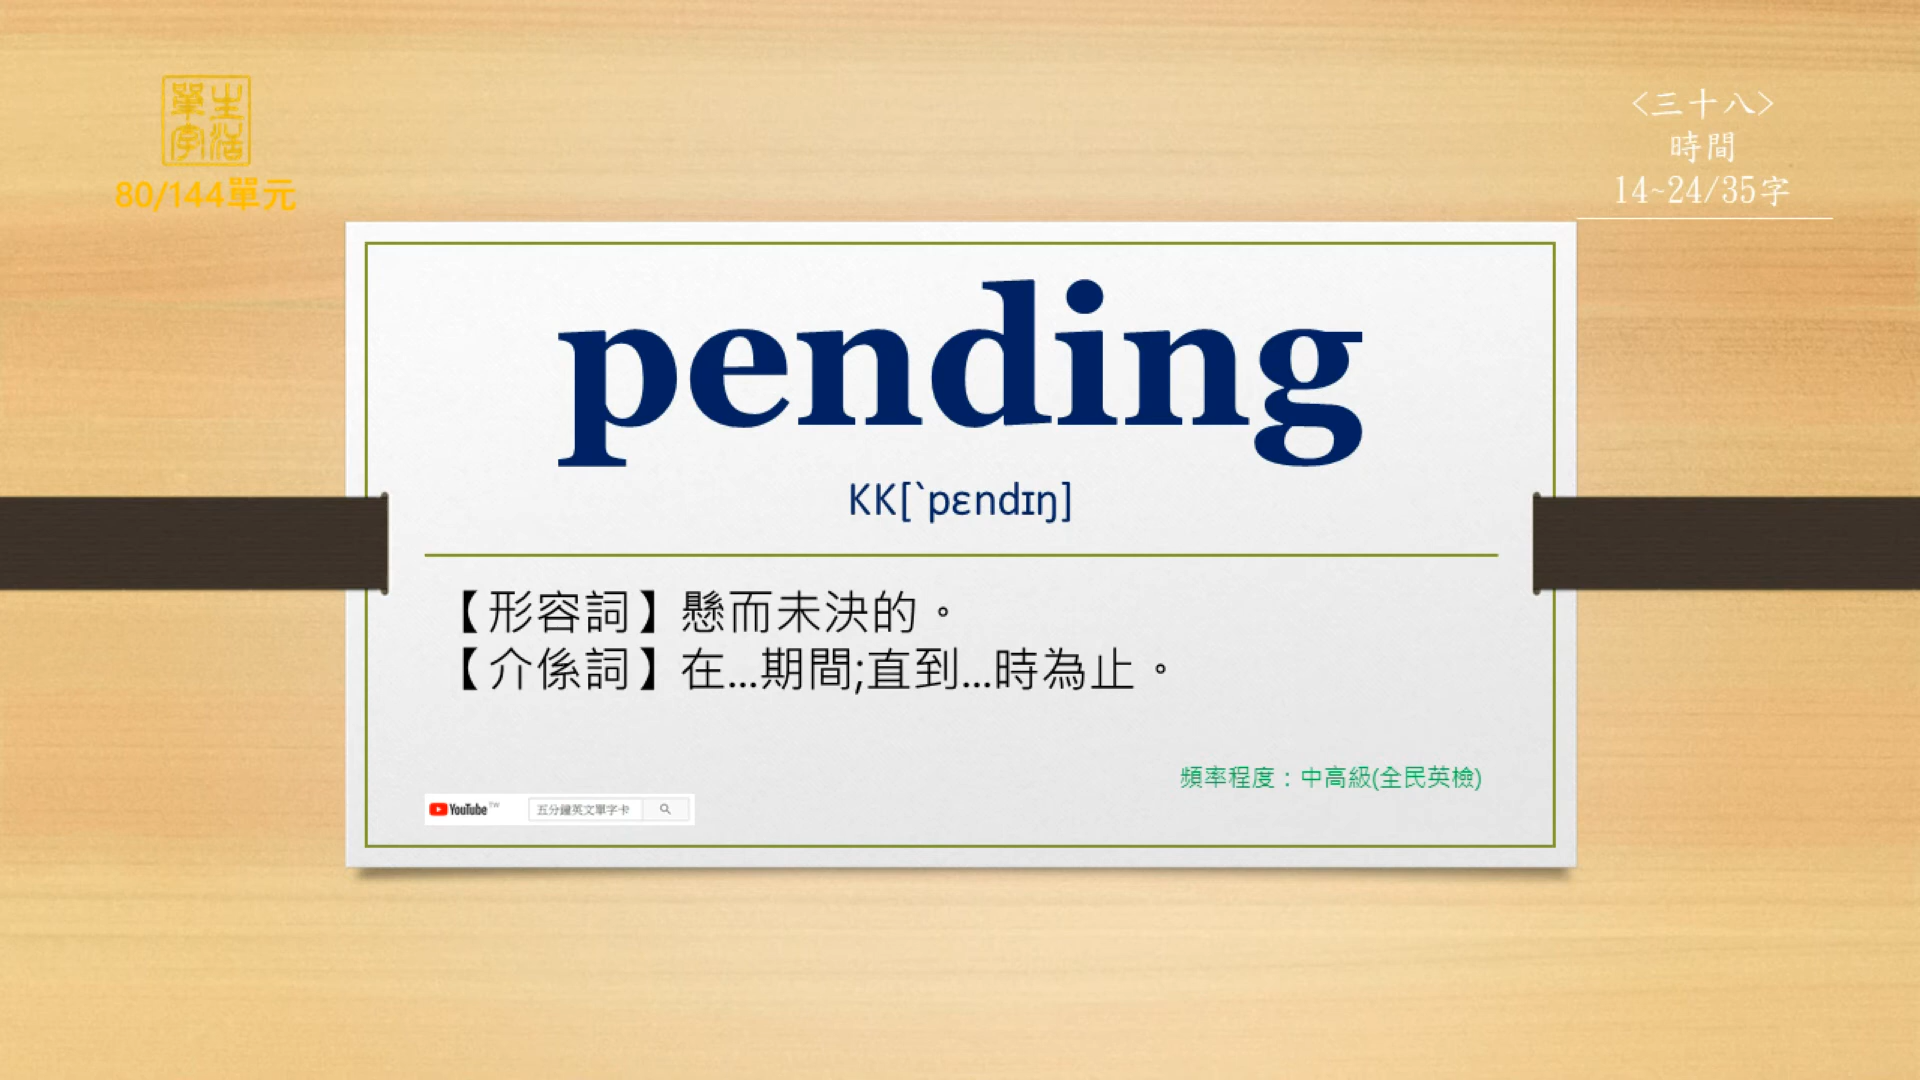 生活
單字
80/144單元
<三十八>
時間
14~24/35字
pending
KK[ˋpɛndɪŋ]
【形容詞】懸而未決的。
【介係詞】在...期間;直到...時為止。
頻率程度：中高級(全民英檢)
YouTube TW
五分鐘英文單字卡